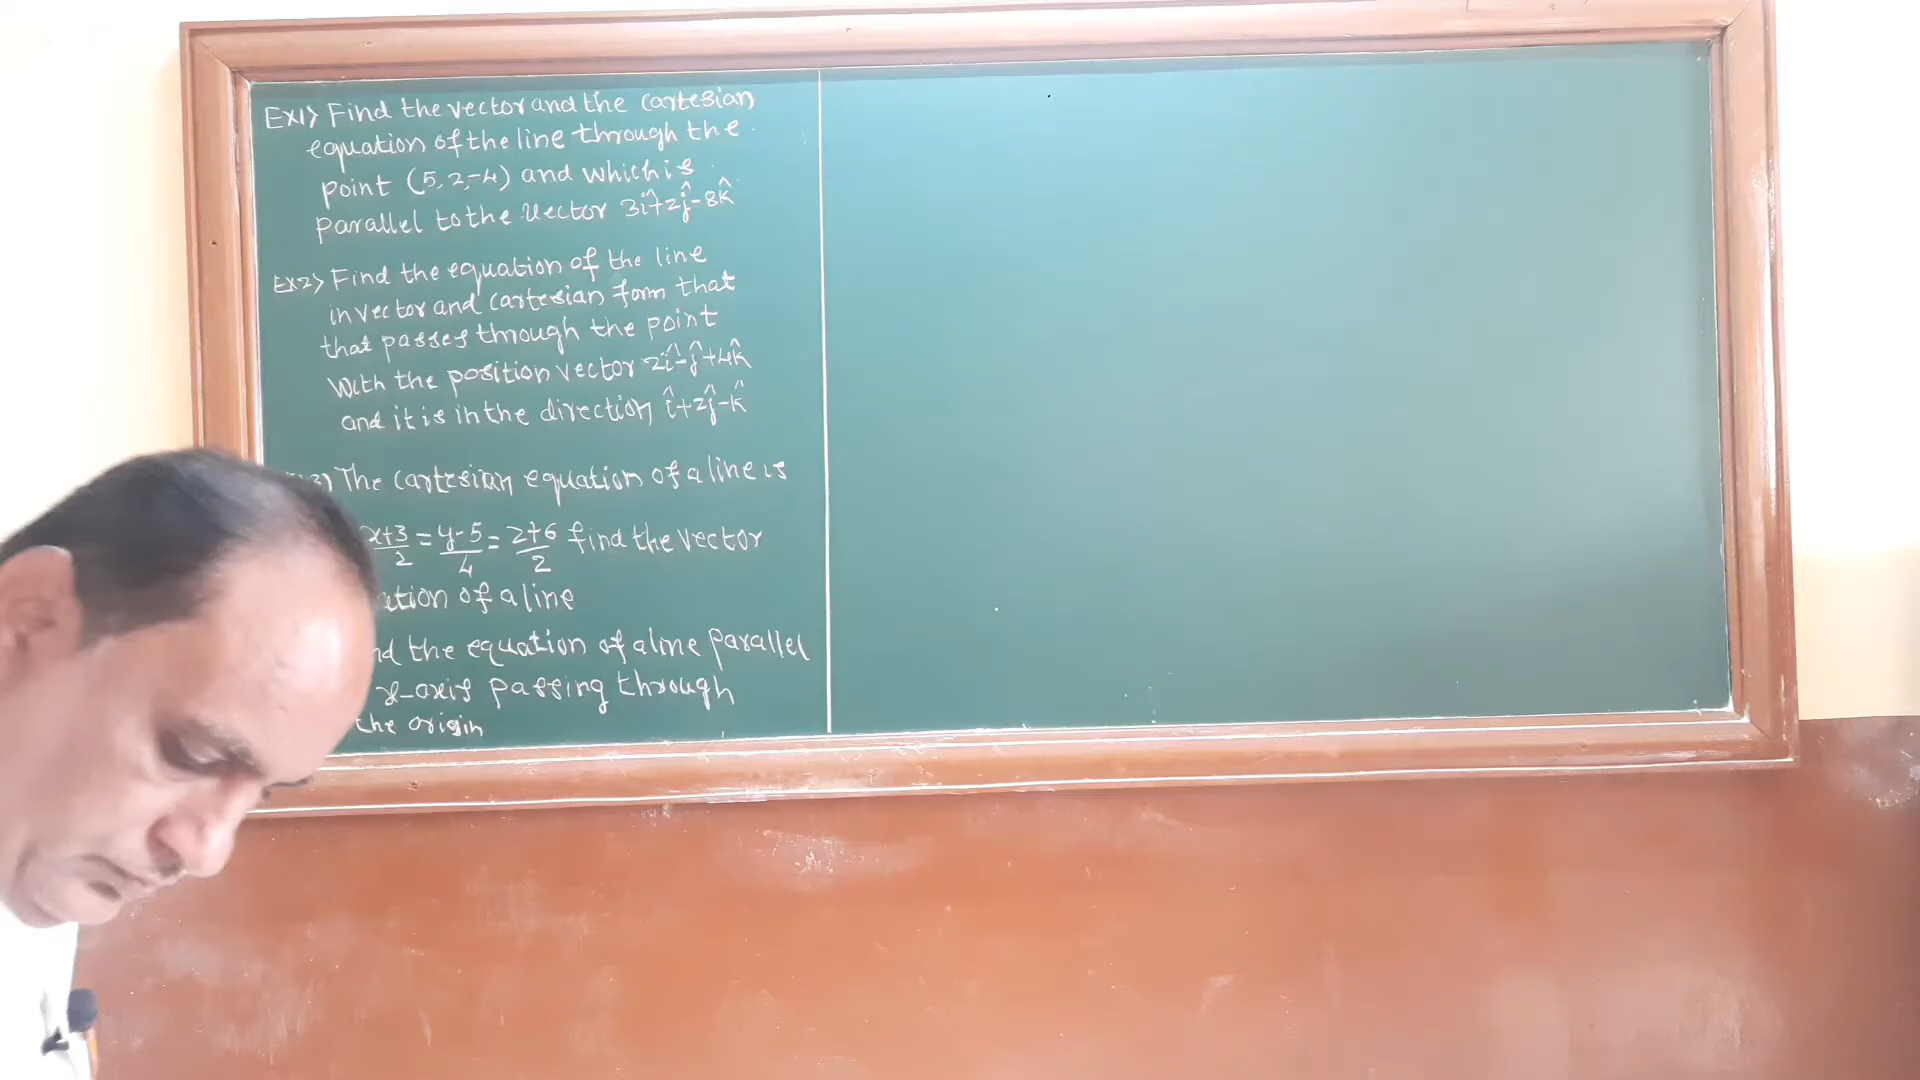 Ex1> Find the vector and the cartesian
equation of the line through the
point (5, 2, -4) and which is
parallel to the vector 3î+2ĵ-8k̂
Ex2> Find the equation of the line
in vector and cartesian form that
that passes through the point
With the position vector 2î-ĵ+4k̂
and it is in the direction î+2ĵ-k̂
3) The cartesian equation of a line is
x+3/2 = y-5/4 = z+6/2 find the vector
of a line
the equation of a line parallel
x-axis passing through
the origin